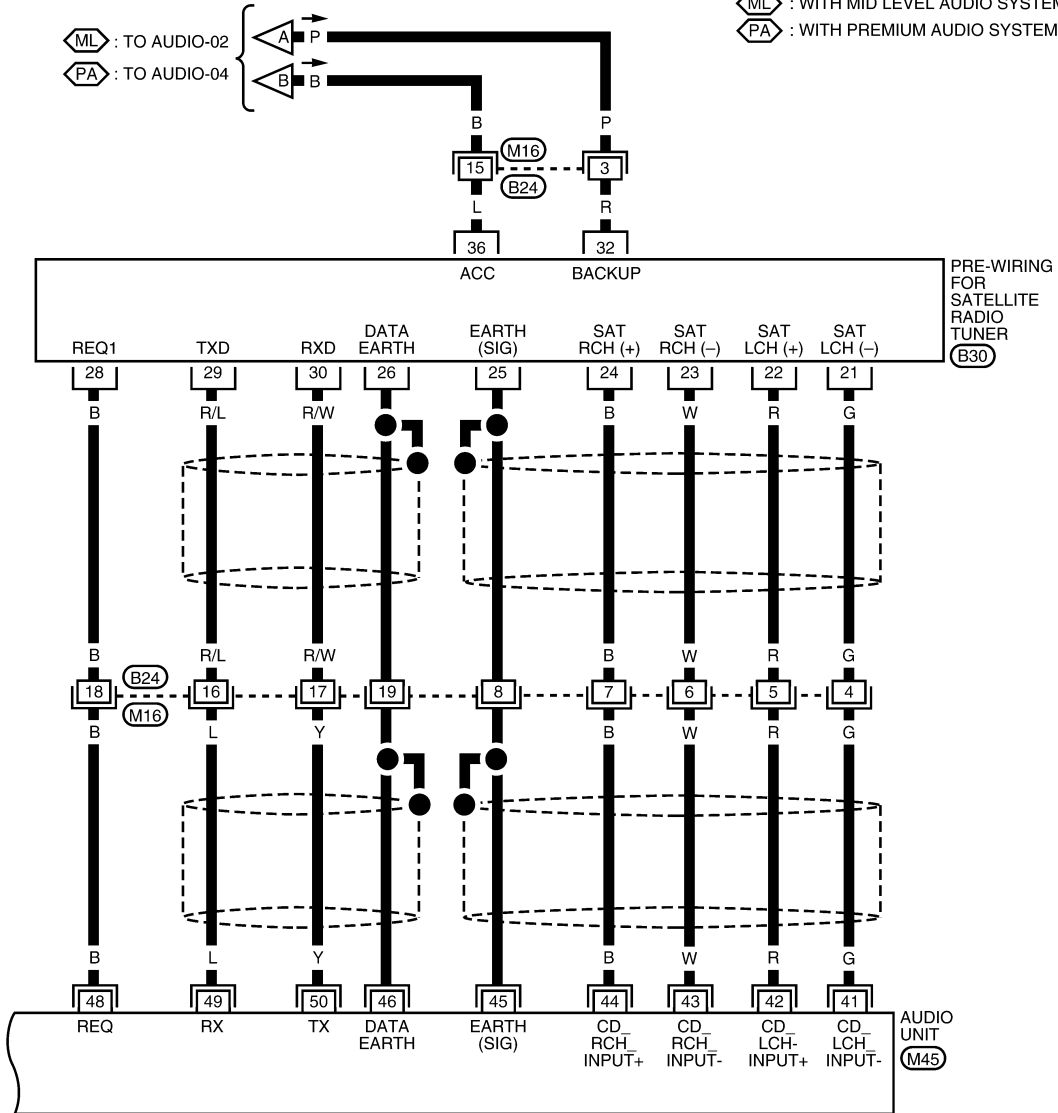 ML : WITH MID LEVEL AUDIO SYSTEM
PA : WITH PREMIUM AUDIO SYSTEM
ML : TO AUDIO-02
PA : TO AUDIO-04
A P
B B
B P
15 M16 3
B24
L R
36 32
ACC BACKUP
PRE-WIRING
FOR
SATELLITE
RADIO
TUNER
B30
REQ1 TXD RXD DATA
EARTH EARTH
(SIG) SAT
RCH (+) SAT
RCH (–) SAT
LCH (+) SAT
LCH (–)
28 29 30 26 25 24 23 22 21
B R/L R/W B W R G
B R/L R/W B W R G
18 B24 16 17 19 8 7 6 5 4
M16
B L Y B W R G
B L Y B W R G
48 49 50 46 45 44 43 42 41
REQ RX TX DATA
EARTH EARTH
(SIG) CD_
RCH_
INPUT+ CD_
RCH_
INPUT- CD_
LCH-
INPUT+ CD_
LCH_
INPUT-
AUDIO
UNIT
M45